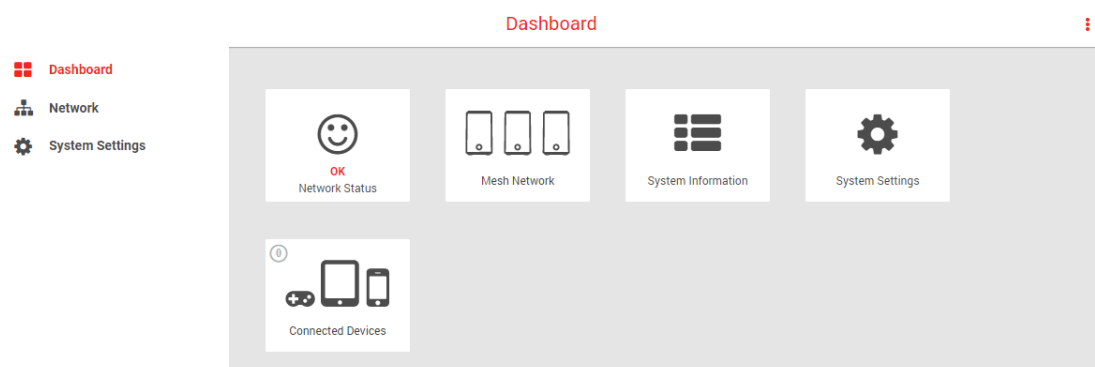 Dashboard
Dashboard
Network
System Settings
OK
Network Status
Mesh Network
System Information
System Settings
0
Connected Devices